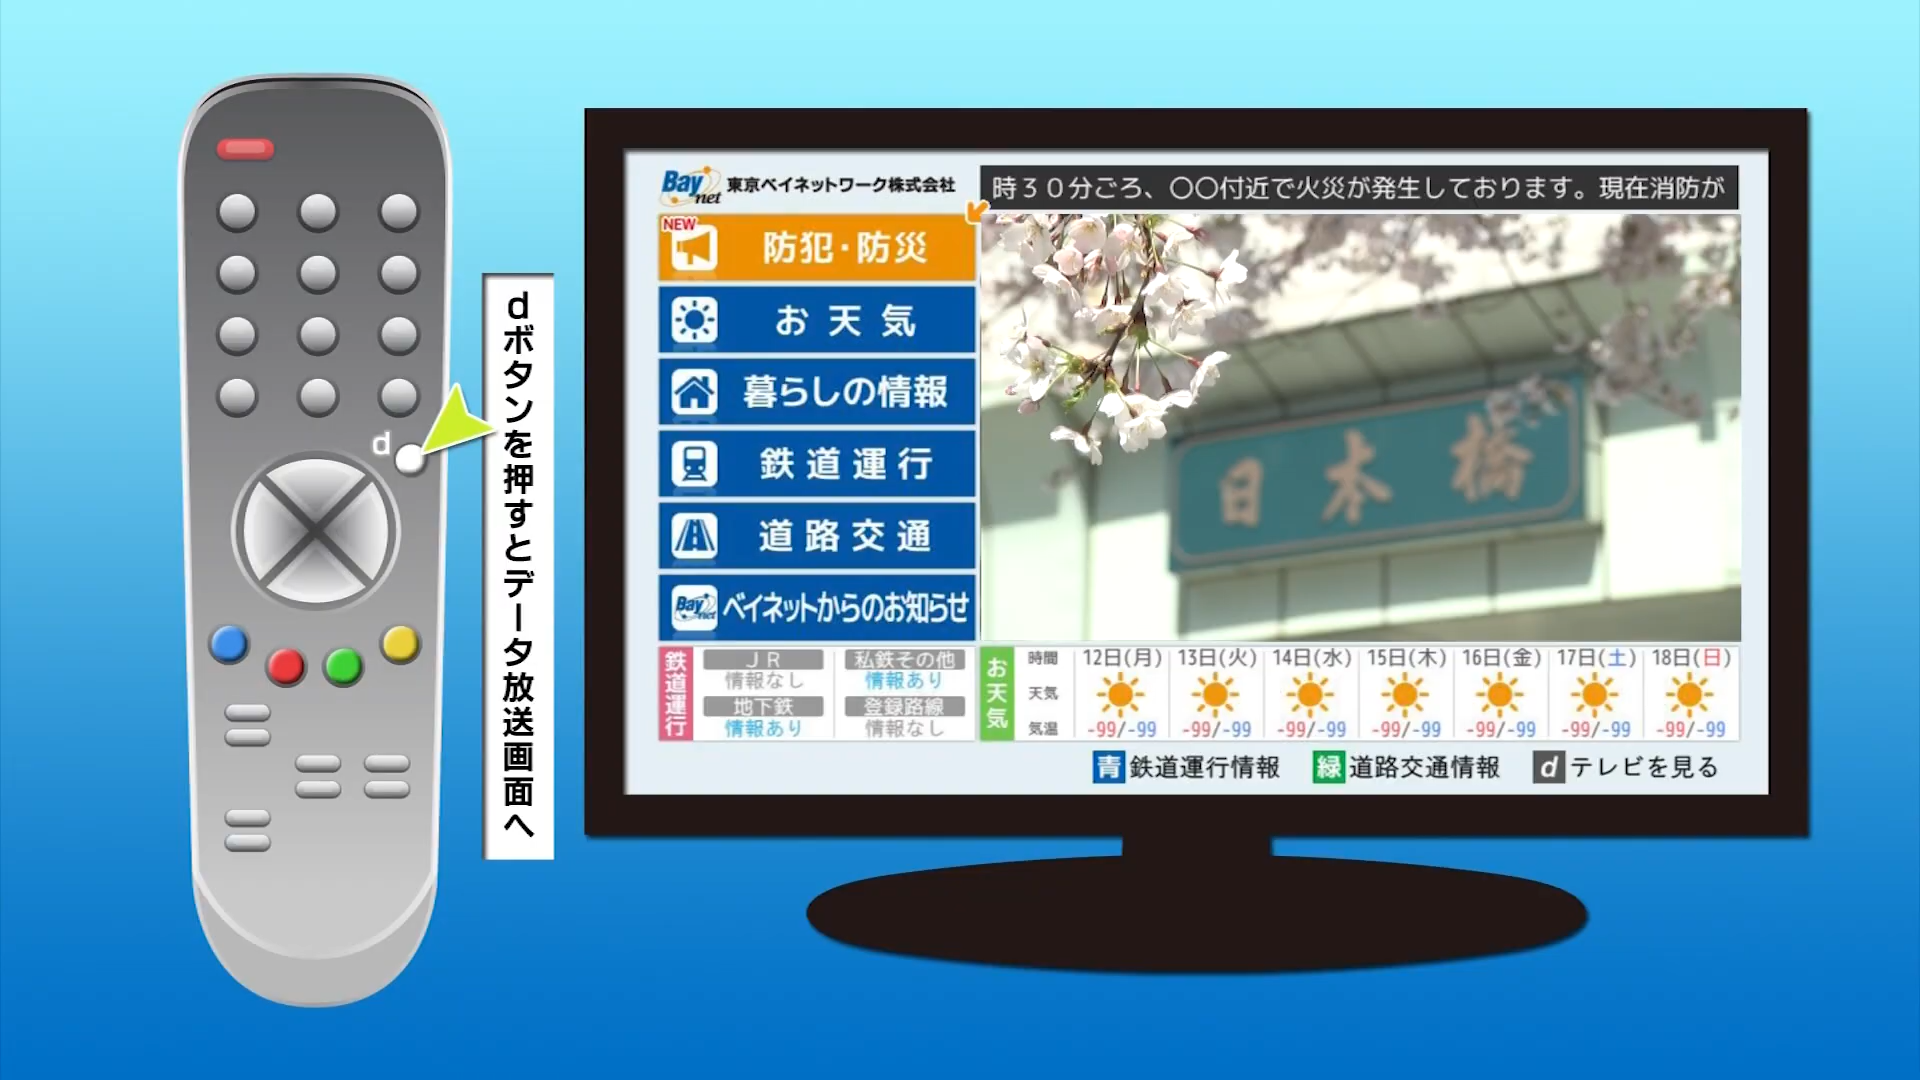 d
dボタンを押すとデータ放送画面へ
Bay net 東京ベイネットワーク株式会社
時30分ごろ、〇〇付近で火災が発生しております。現在消防が
NEW
防犯・防災
お天気
暮らしの情報
鉄道運行
道路交通
Bay net ベイネットからのお知らせ
日本橋
鉄道運行
JR
情報なし
私鉄その他
情報あり
地下鉄
情報あり
登録路線
情報なし
お天気
時間 12日(月) 13日(火) 14日(水) 15日(木) 16日(金) 17日(土) 18日(日)
天気
気温 -99/-99 -99/-99 -99/-99 -99/-99 -99/-99 -99/-99 -99/-99
青 鉄道運行情報 緑 道路交通情報 d テレビを見る